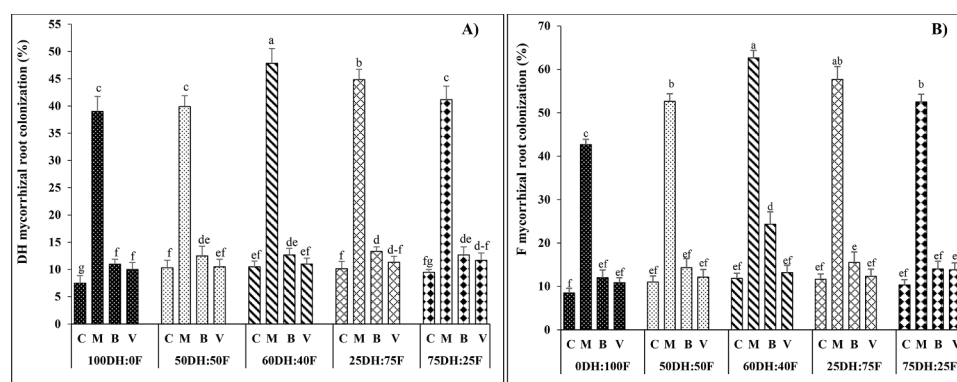 A)
DH mycorrhizal root colonization (%)
55
50
45
40
35
30
25
20
15
10
5
0
g c f f
f c de f
f a de f
f b d d-f
fg c de d-f
C M B V C M B V C M B V C M B V C M B V
100DH:0F 50DH:50F 60DH:40F 25DH:75F 75DH:25F
B)
F mycorrhizal root colonization (%)
70
60
50
40
30
20
10
0
f c ef ef
ef b ef ef
ef a d ef
ef ab e ef
ef b ef ef
C M B V C M B V C M B V C M B V C M B V
0DH:100F 50DH:50F 60DH:40F 25DH:75F 75DH:25F